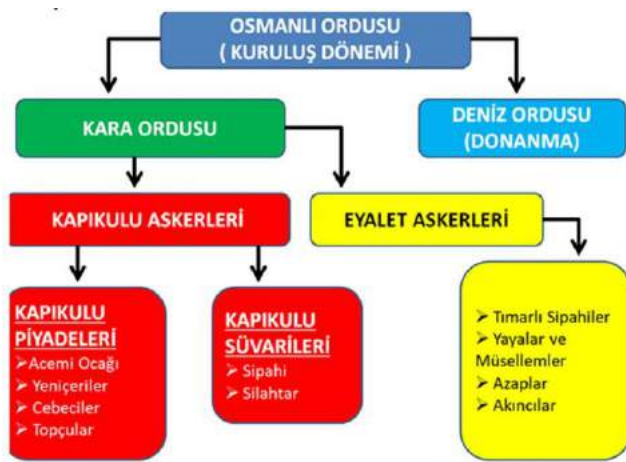 OSMANLI ORDUSU
( KURULUŞ DÖNEMİ )
KARA ORDUSU
DENİZ ORDUSU
(DONANMA)
KAPIKULU ASKERLERİ
EYALET ASKERLERİ
KAPIKULU
PİYADELERİ
➢Acemi Ocağı
➢ Yeniçeriler
➢ Cebeciler
➢ Topçular
KAPIKULU
SÜVARİLERİ
➢ Sipahi
➢ Silahtar
➢ Tımarlı Sipahiler
➢ Yayalar ve
Müsellemler
➢ Azaplar
➢ Akıncılar